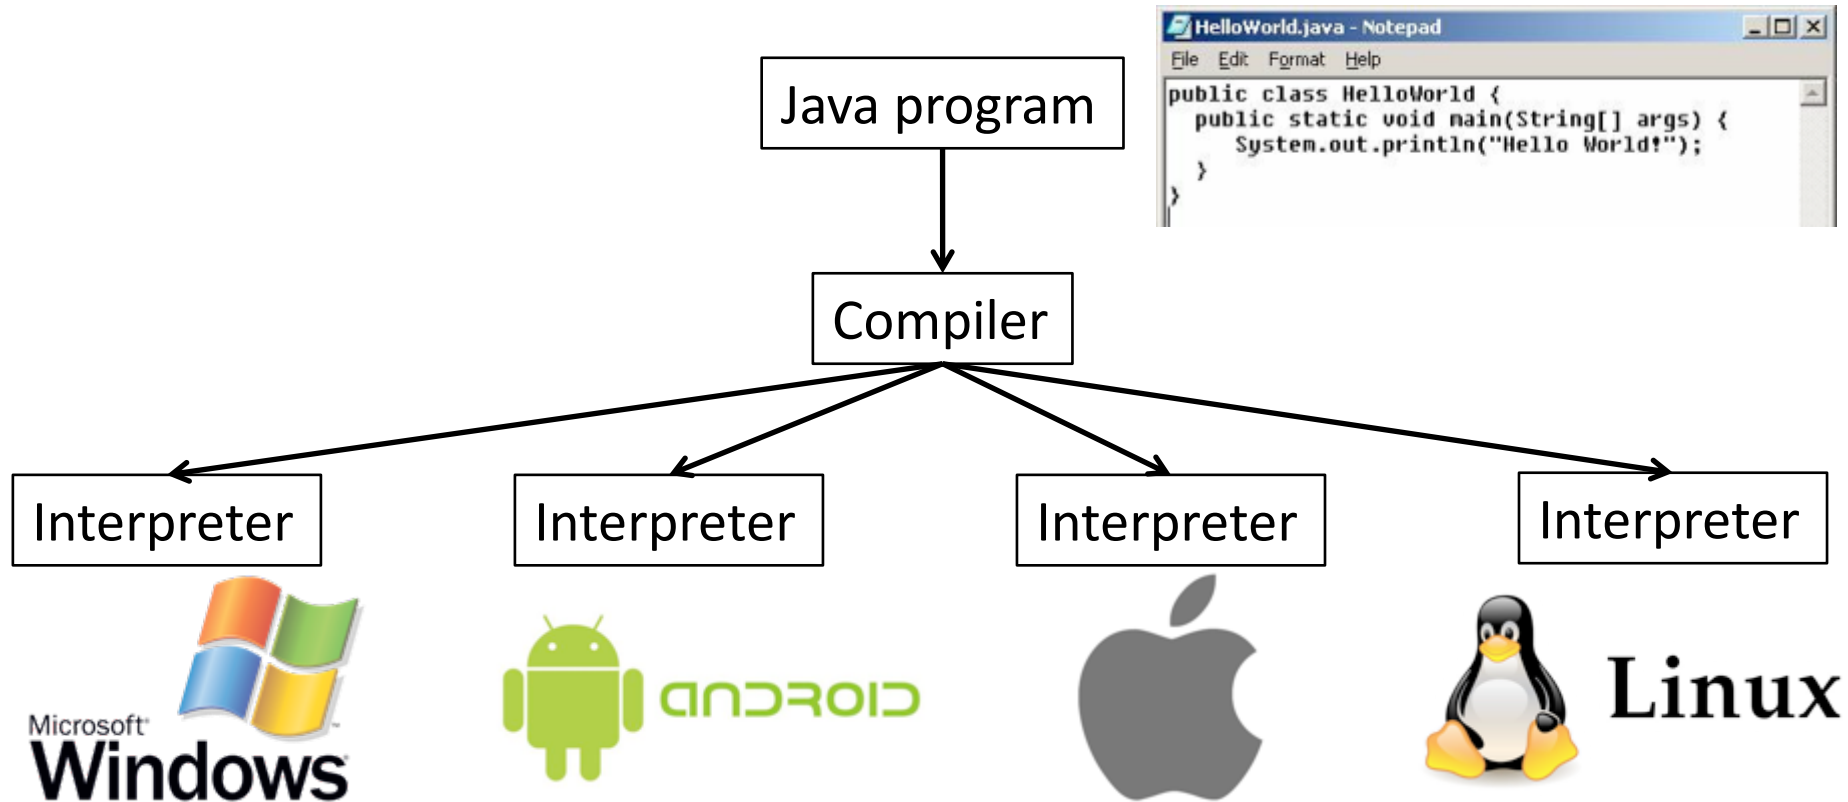 HelloWorld.java - Notepad
File Edit Format Help
public class HelloWorld {
public static void main(String[] args) {
System.out.println("Hello World!");
}
}
Java program
Compiler
Interpreter Interpreter Interpreter Interpreter
Microsoft
Windows
ANDROID
Linux